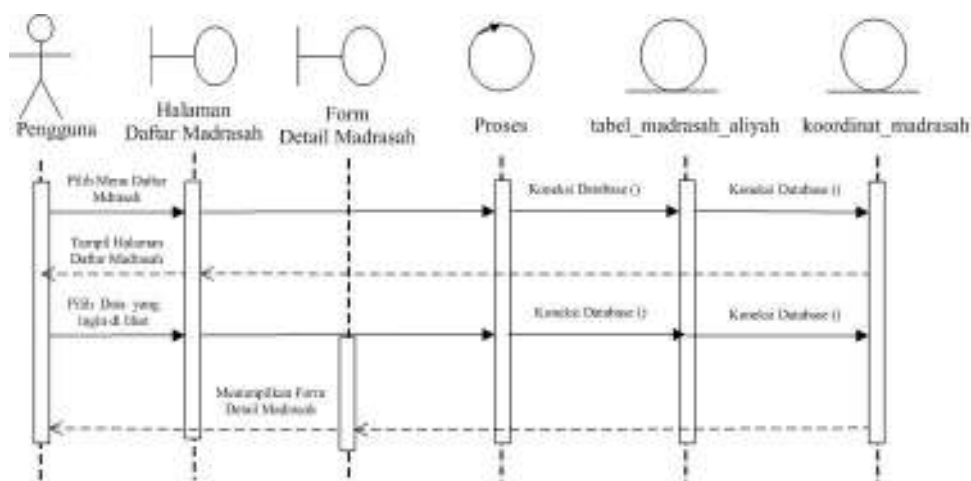 Pengguna
Halaman
Daftar Madrasah
Form
Detail Madrasah
Proses
tabel_madrasah_aliyah
koordinat_madrasah
Pilih Menu Daftar
Mdrasah
Koneksi Database ()
Koneksi Database ()
Tampil Halaman
Daftar Madrasah
Pilih Data yang
ingin di lihat
Koneksi Database ()
Koneksi Database ()
Menampilkan Form
Detail Madrasah